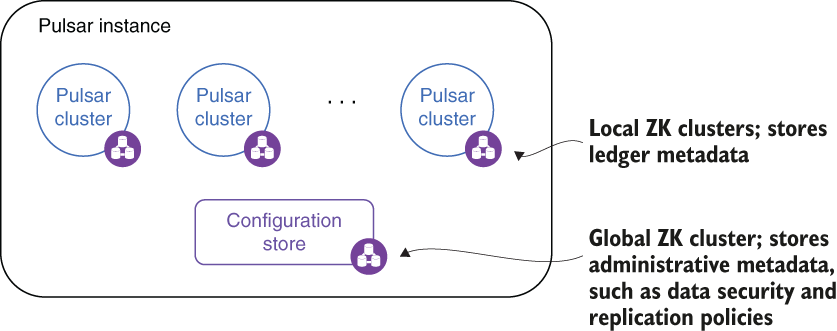 Pulsar instance
Pulsar
cluster
Pulsar
cluster
. . .
Pulsar
cluster
Local ZK clusters; stores
ledger metadata
Configuration
store
Global ZK cluster; stores
administrative metadata,
such as data security and
replication policies